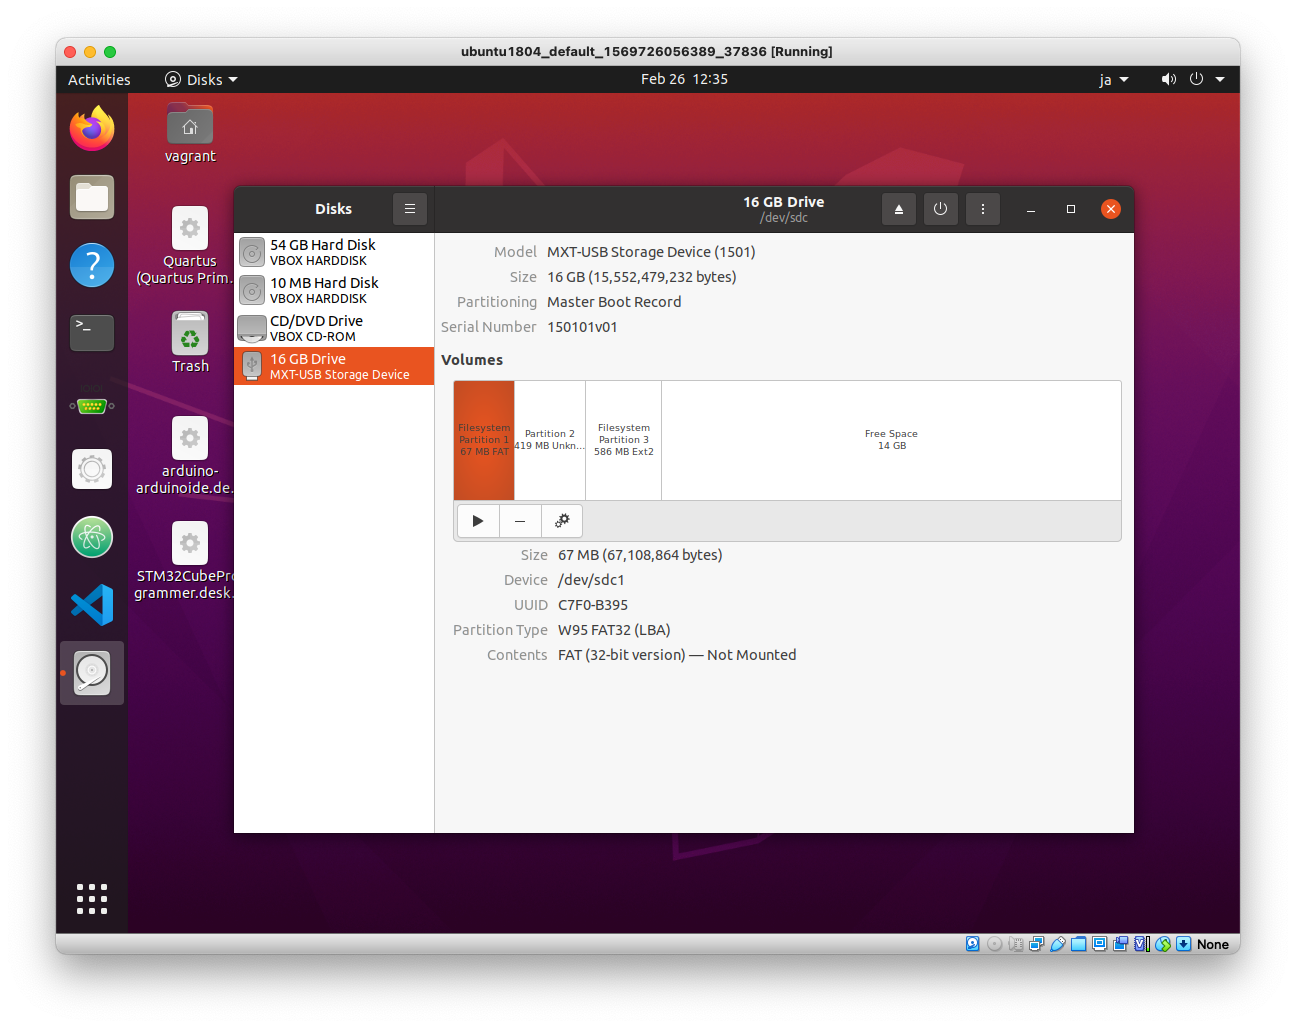 ubuntu1804_default_1569726056389_37836 [Running]
Activities
Disks
Feb 26 12:35
ja
vagrant
Quartus
(Quartus Prim...
Trash
arduino-
arduinoide.de...
STM32CubePro
grammer.desk...
Disks
16 GB Drive
/dev/sdc
54 GB Hard Disk
VBOX HARDDISK
10 MB Hard Disk
VBOX HARDDISK
CD/DVD Drive
VBOX CD-ROM
16 GB Drive
MXT-USB Storage Device
Model MXT-USB Storage Device (1501)
Size 16 GB (15,552,479,232 bytes)
Partitioning Master Boot Record
Serial Number 150101v01
Volumes
Filesystem
Partition 1
67 MB FAT
Partition 2
419 MB Unkn...
Filesystem
Partition 3
586 MB Ext2
Free Space
14 GB
Size 67 MB (67,108,864 bytes)
Device /dev/sdc1
UUID C7F0-B395
Partition Type W95 FAT32 (LBA)
Contents FAT (32-bit version) — Not Mounted
None